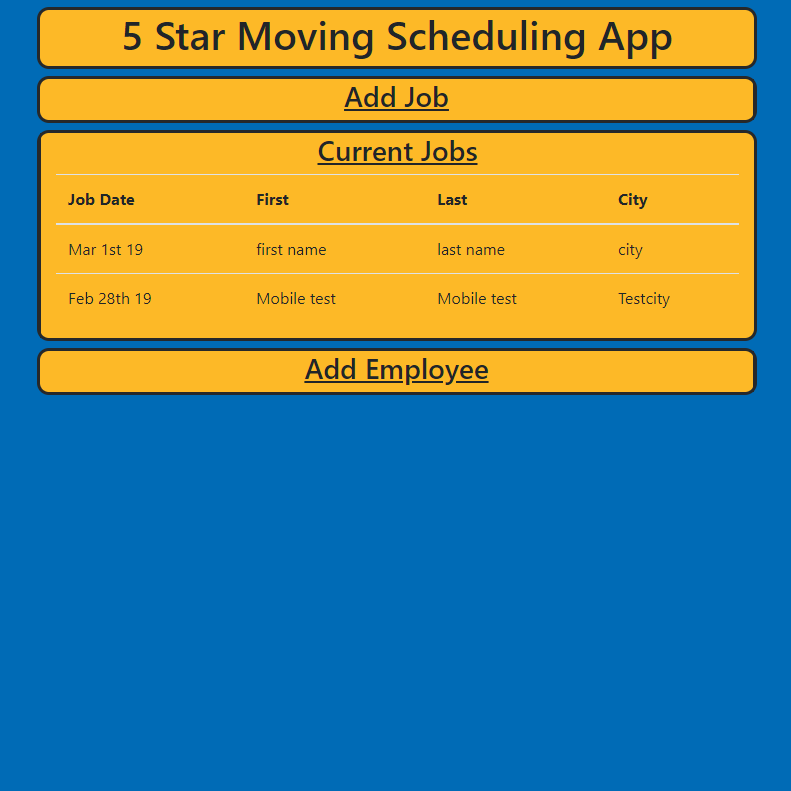 5 Star Moving Scheduling App
Add Job
Current Jobs
Job Date First Last City
Mar 1st 19 first name last name city
Feb 28th 19 Mobile test Mobile test Testcity
Add Employee